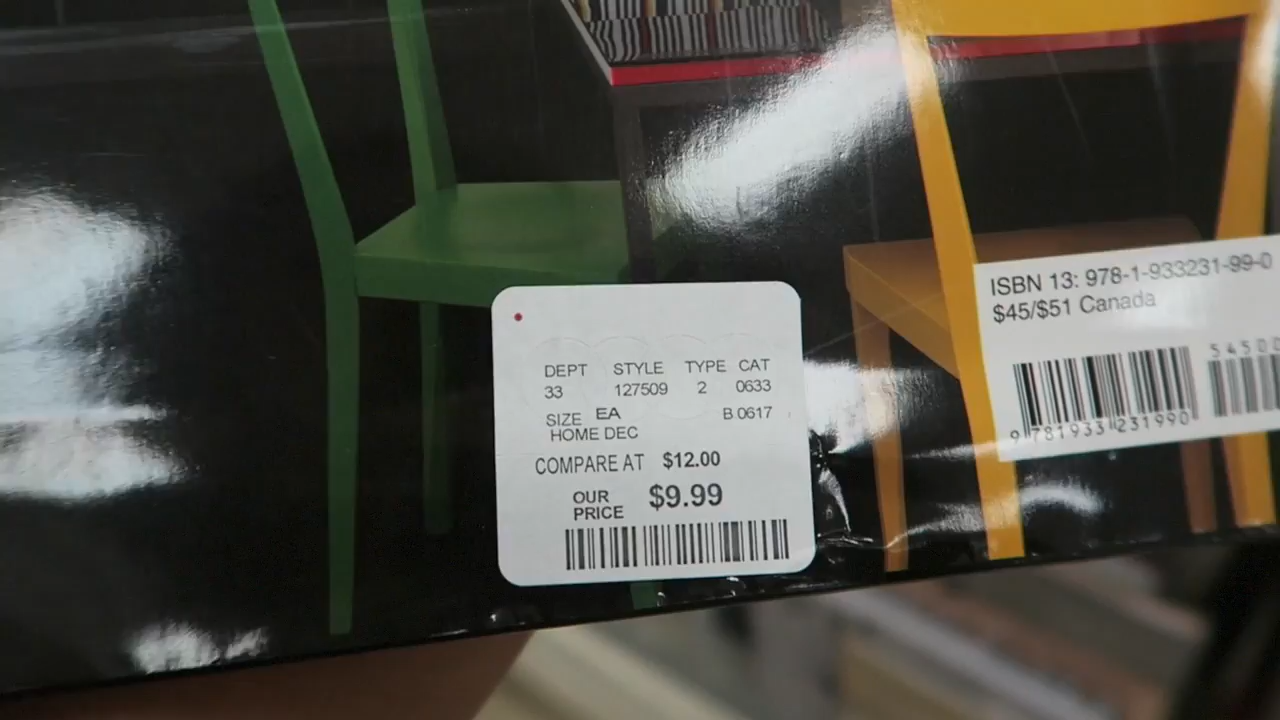 DEPT STYLE TYPE CAT
33 127509 2 0633
SIZE EA B 0617
HOME DEC
COMPARE AT $12.00
OUR PRICE $9.99
ISBN 13: 978-1-933231-99-0
$45/$51 Canada
54500
9 781933 231990